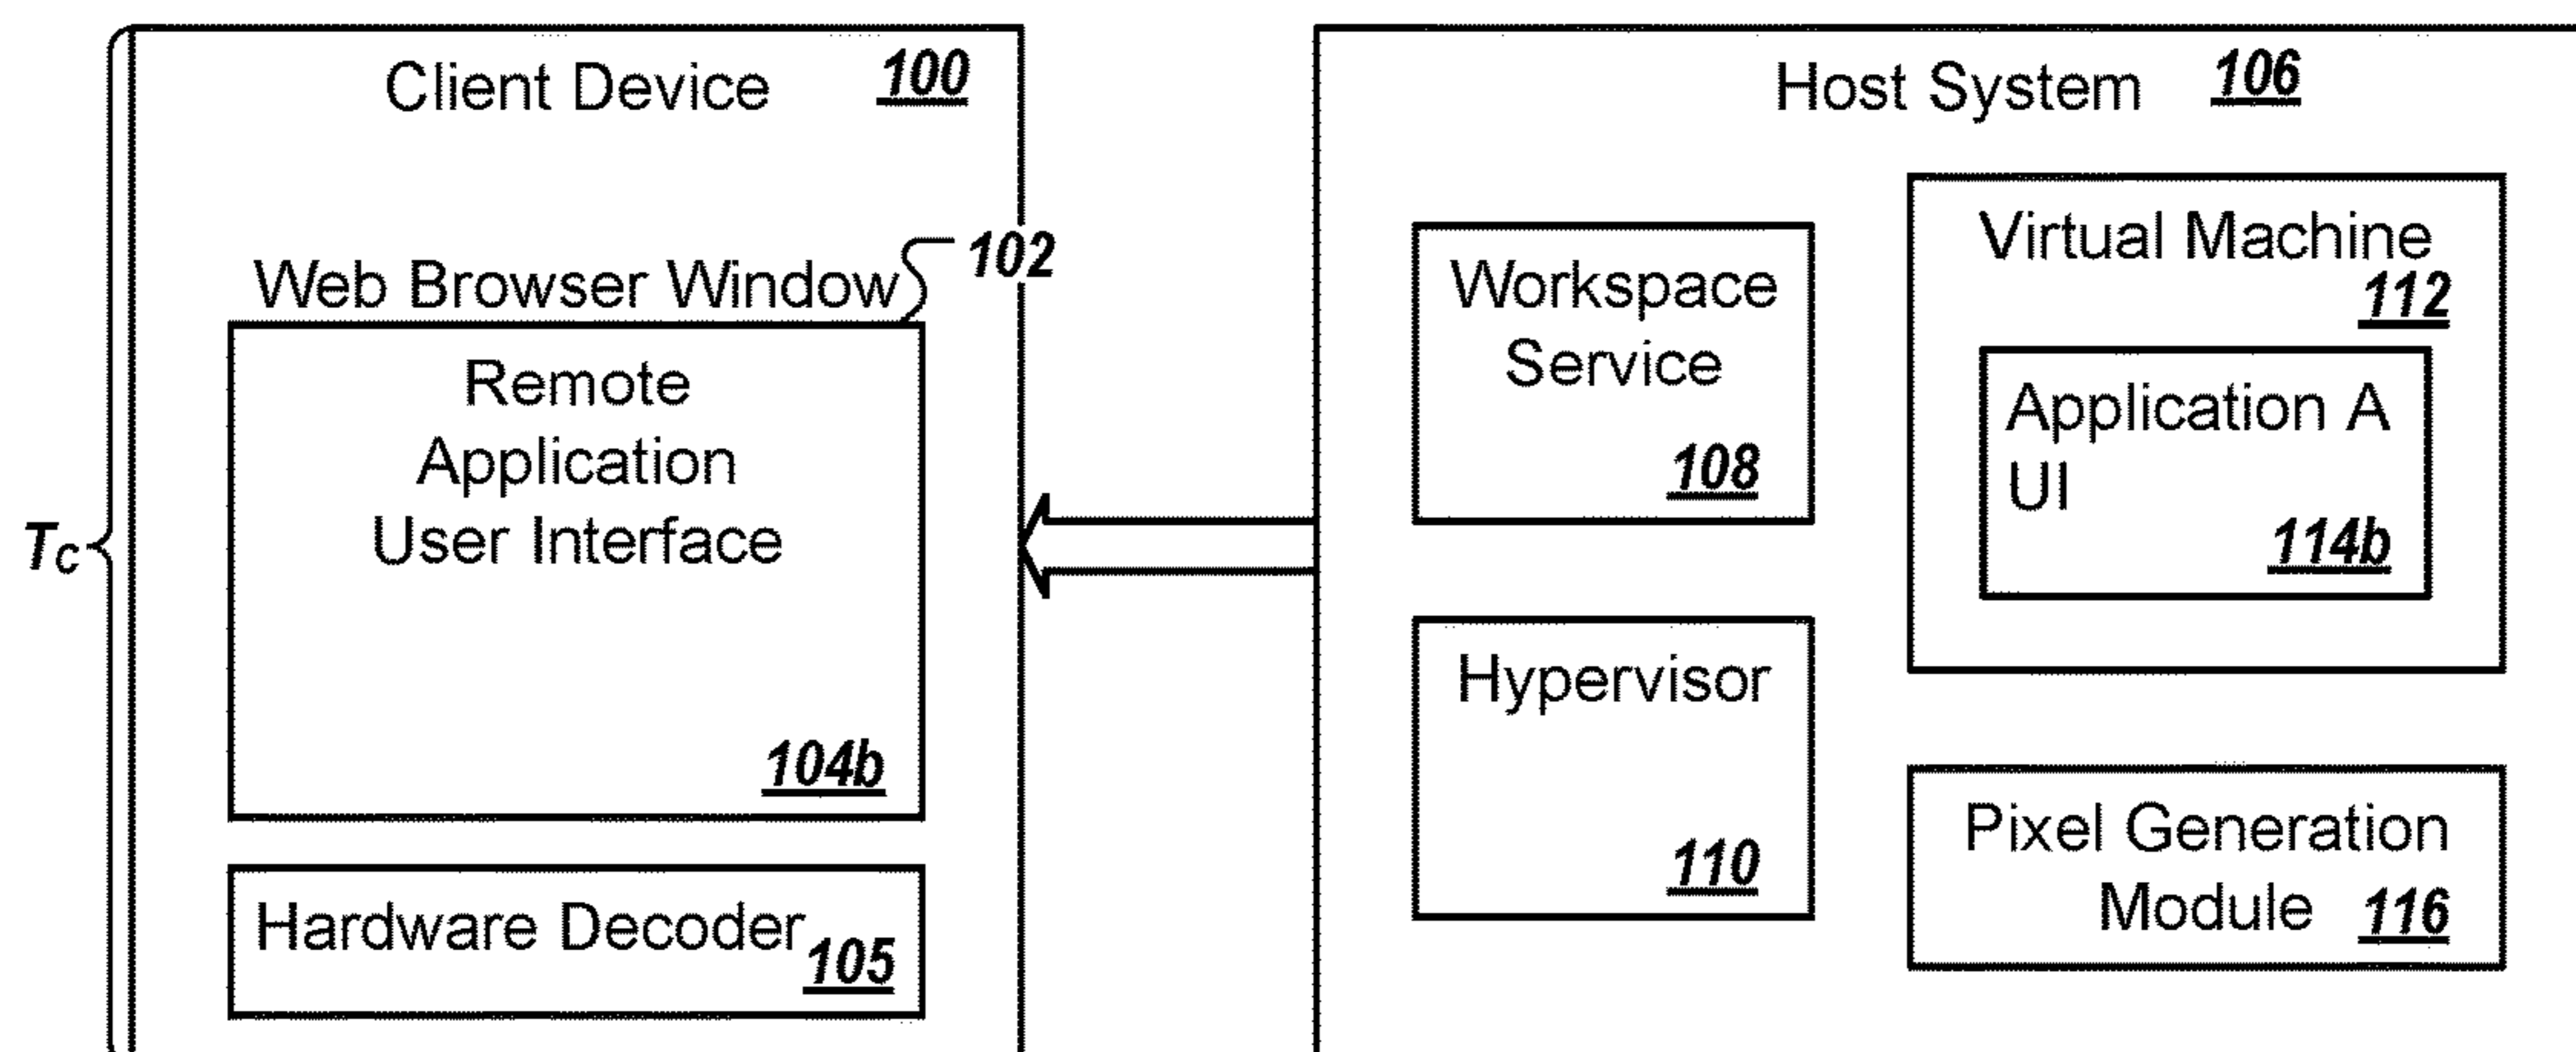 Tc
Client Device 100
Web Browser Window 102
Remote
Application
User Interface
104b
Hardware Decoder 105
Host System 106
Workspace
Service
108
Hypervisor
110
Virtual Machine
112
Application A
UI
114b
Pixel Generation
Module 116